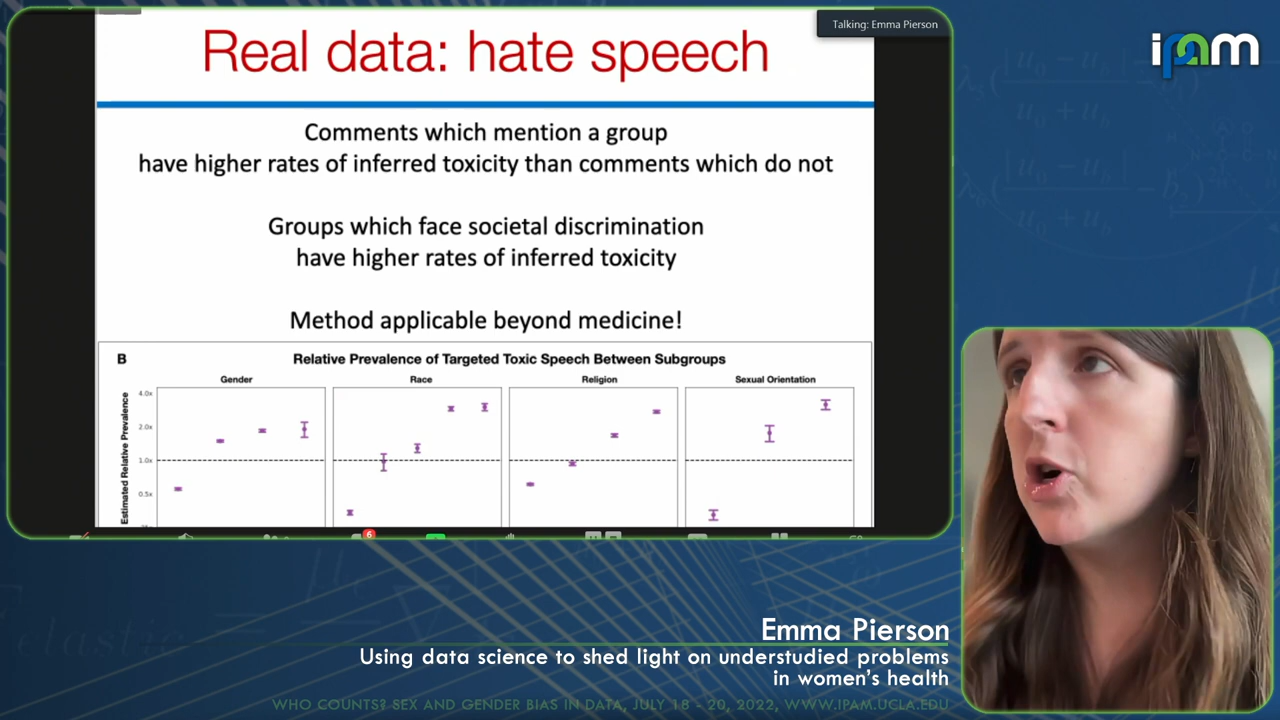 Talking: Emma Pierson
ipam
Real data: hate speech
Comments which mention a group
have higher rates of inferred toxicity than comments which do not
Groups which face societal discrimination
have higher rates of inferred toxicity
Method applicable beyond medicine!
B
Relative Prevalence of Targeted Toxic Speech Between Subgroups
Gender
Race
Religion
Sexual Orientation
Estimated Relative Prevalence
4.0x
2.0x
1.0x
0.5x
6
Emma Pierson
Using data science to shed light on understudied problems
in women's health
WHO COUNTS? SEX AND GENDER BIAS IN DATA, JULY 18 - 20, 2022, WWW.IPAM.UCLA.EDU